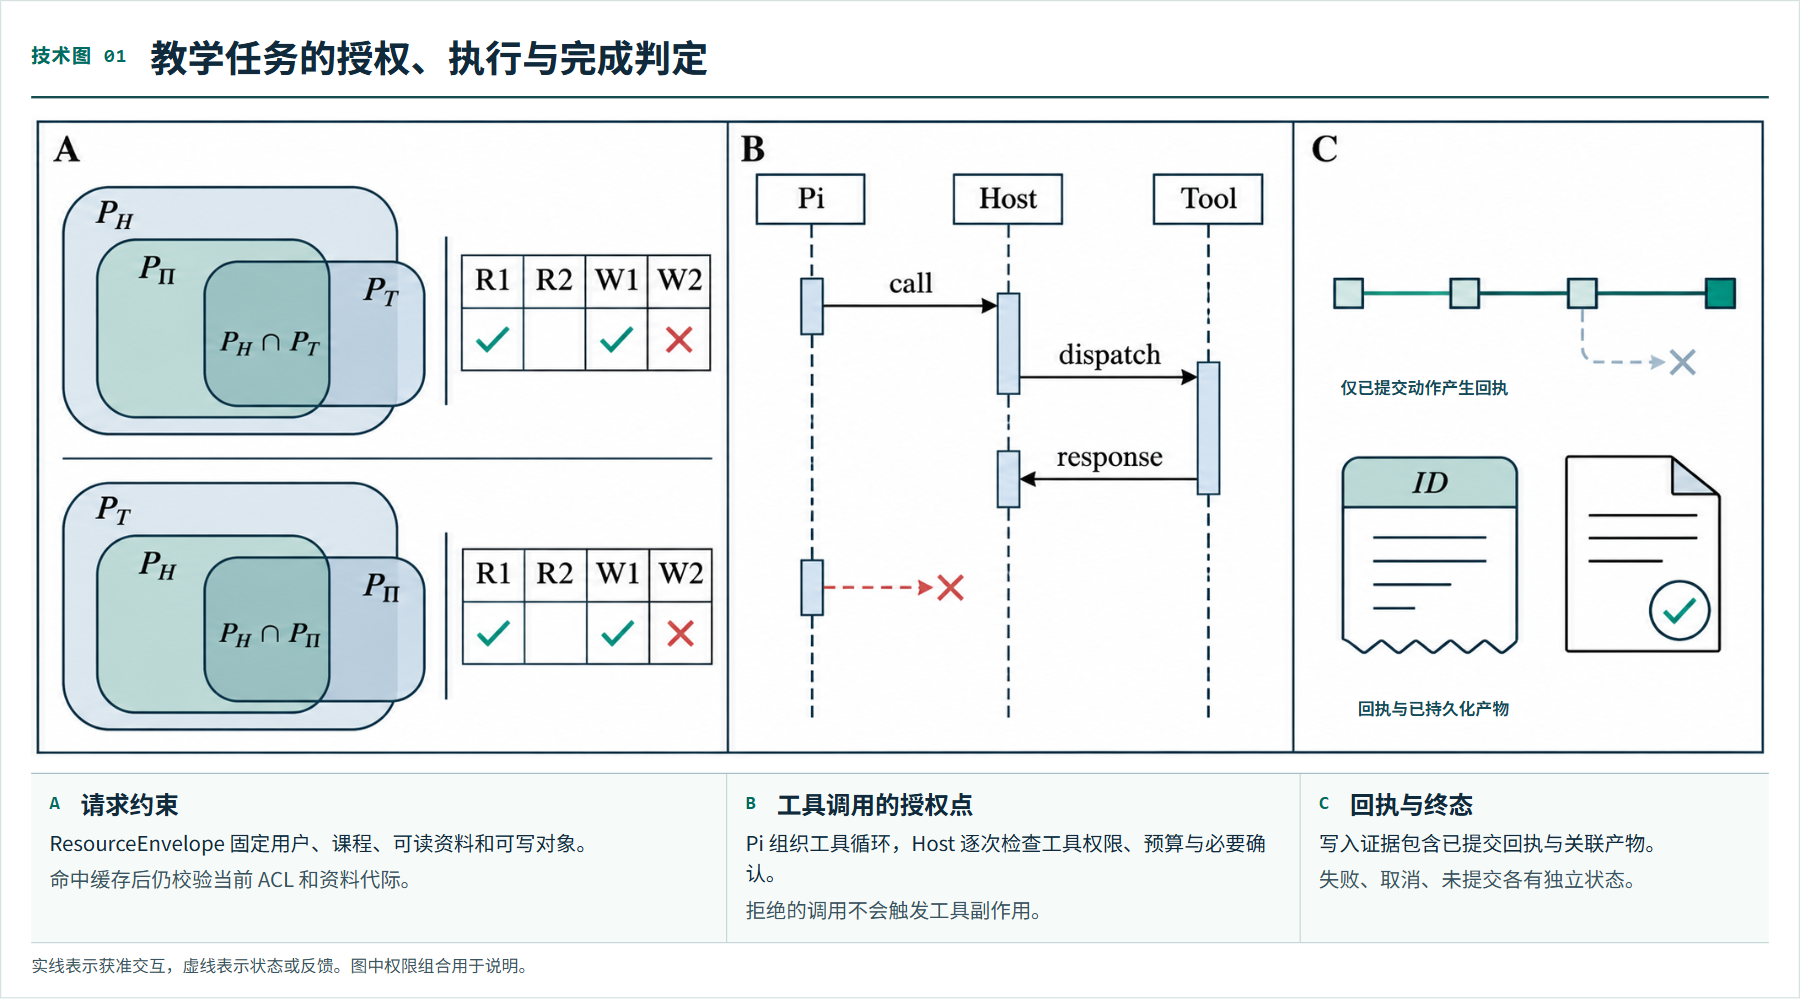 技术图 01 教学任务的授权、执行与完成判定
A
P_H
P_Π
P_T
P_H ∩ P_T
R1 R2 W1 W2
✓ ✓ ✕
P_T
P_H
P_Π
P_H ∩ P_Π
R1 R2 W1 W2
✓ ✓ ✕
B
Pi Host Tool
call
dispatch
response
C
仅已提交动作产生回执
ID
回执与已持久化产物
A 请求约束
ResourceEnvelope 固定用户、课程、可读资料和可写对象。
命中缓存后仍校验当前 ACL 和资料代际。
B 工具调用的授权点
Pi 组织工具循环，Host 逐次检查工具权限、预算与必要确
认。
拒绝的调用不会触发工具副作用。
C 回执与终态
写入证据包含已提交回执与关联产物。
失败、取消、未提交各有独立状态。
实线表示获准交互，虚线表示状态或反馈。图中权限组合用于说明。